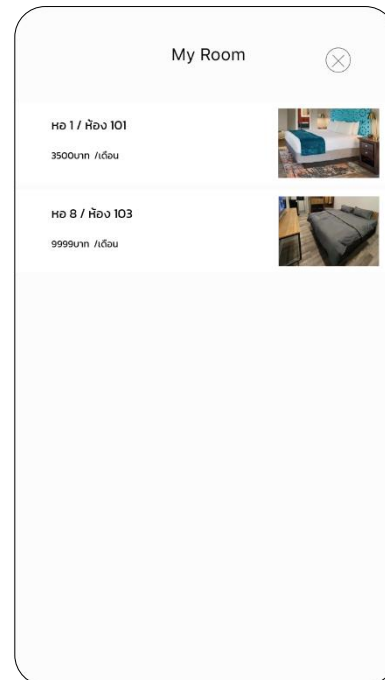 My Room
หอ 1 / ห้อง 101
3500บาท /เดือน
หอ 8 / ห้อง 103
9999บาท /เดือน